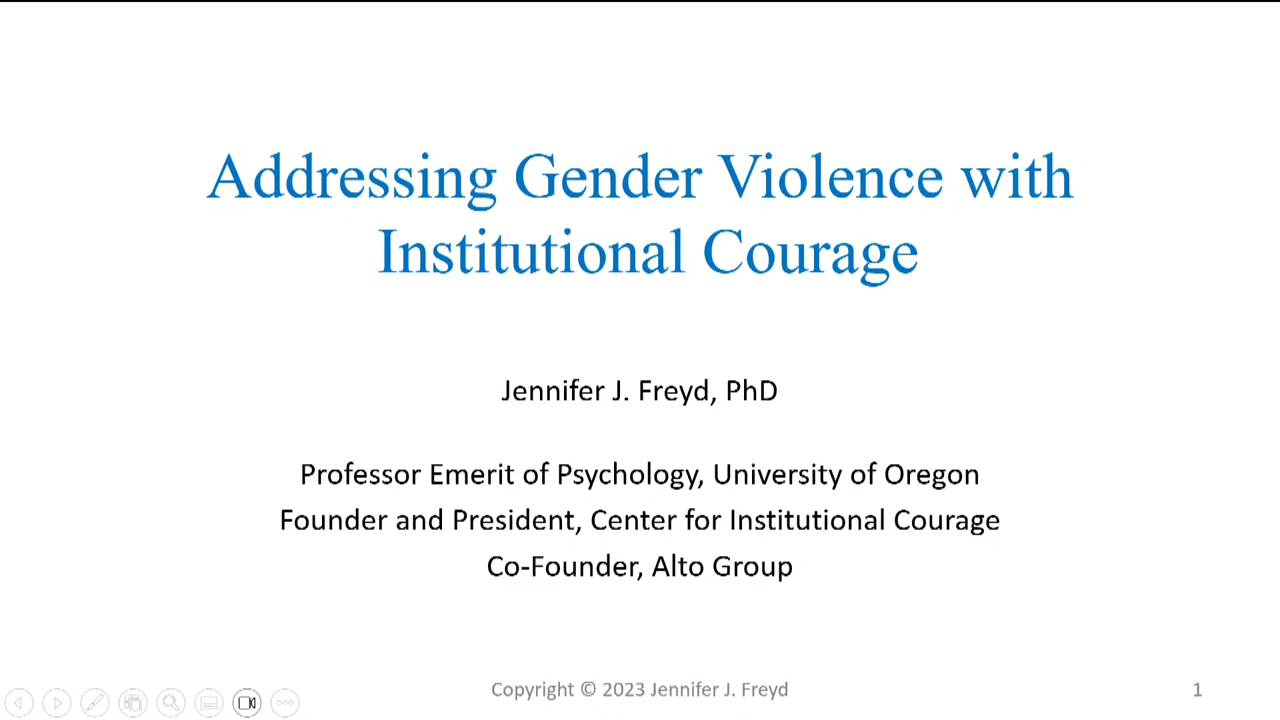 Addressing Gender Violence with
Institutional Courage
Jennifer J. Freyd, PhD
Professor Emerit of Psychology, University of Oregon
Founder and President, Center for Institutional Courage
Co-Founder, Alto Group
Copyright © 2023 Jennifer J. Freyd
1